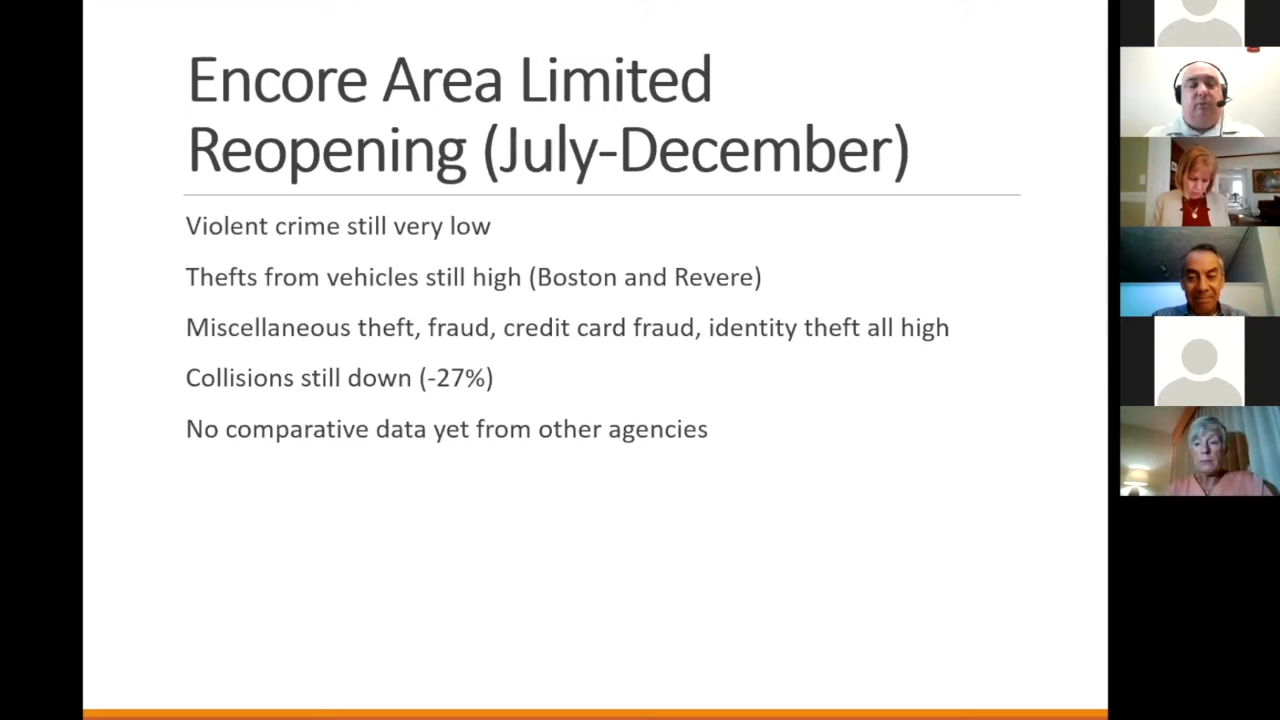 Encore Area Limited
Reopening (July-December)
Violent crime still very low
Thefts from vehicles still high (Boston and Revere)
Miscellaneous theft, fraud, credit card fraud, identity theft all high
Collisions still down (-27%)
No comparative data yet from other agencies